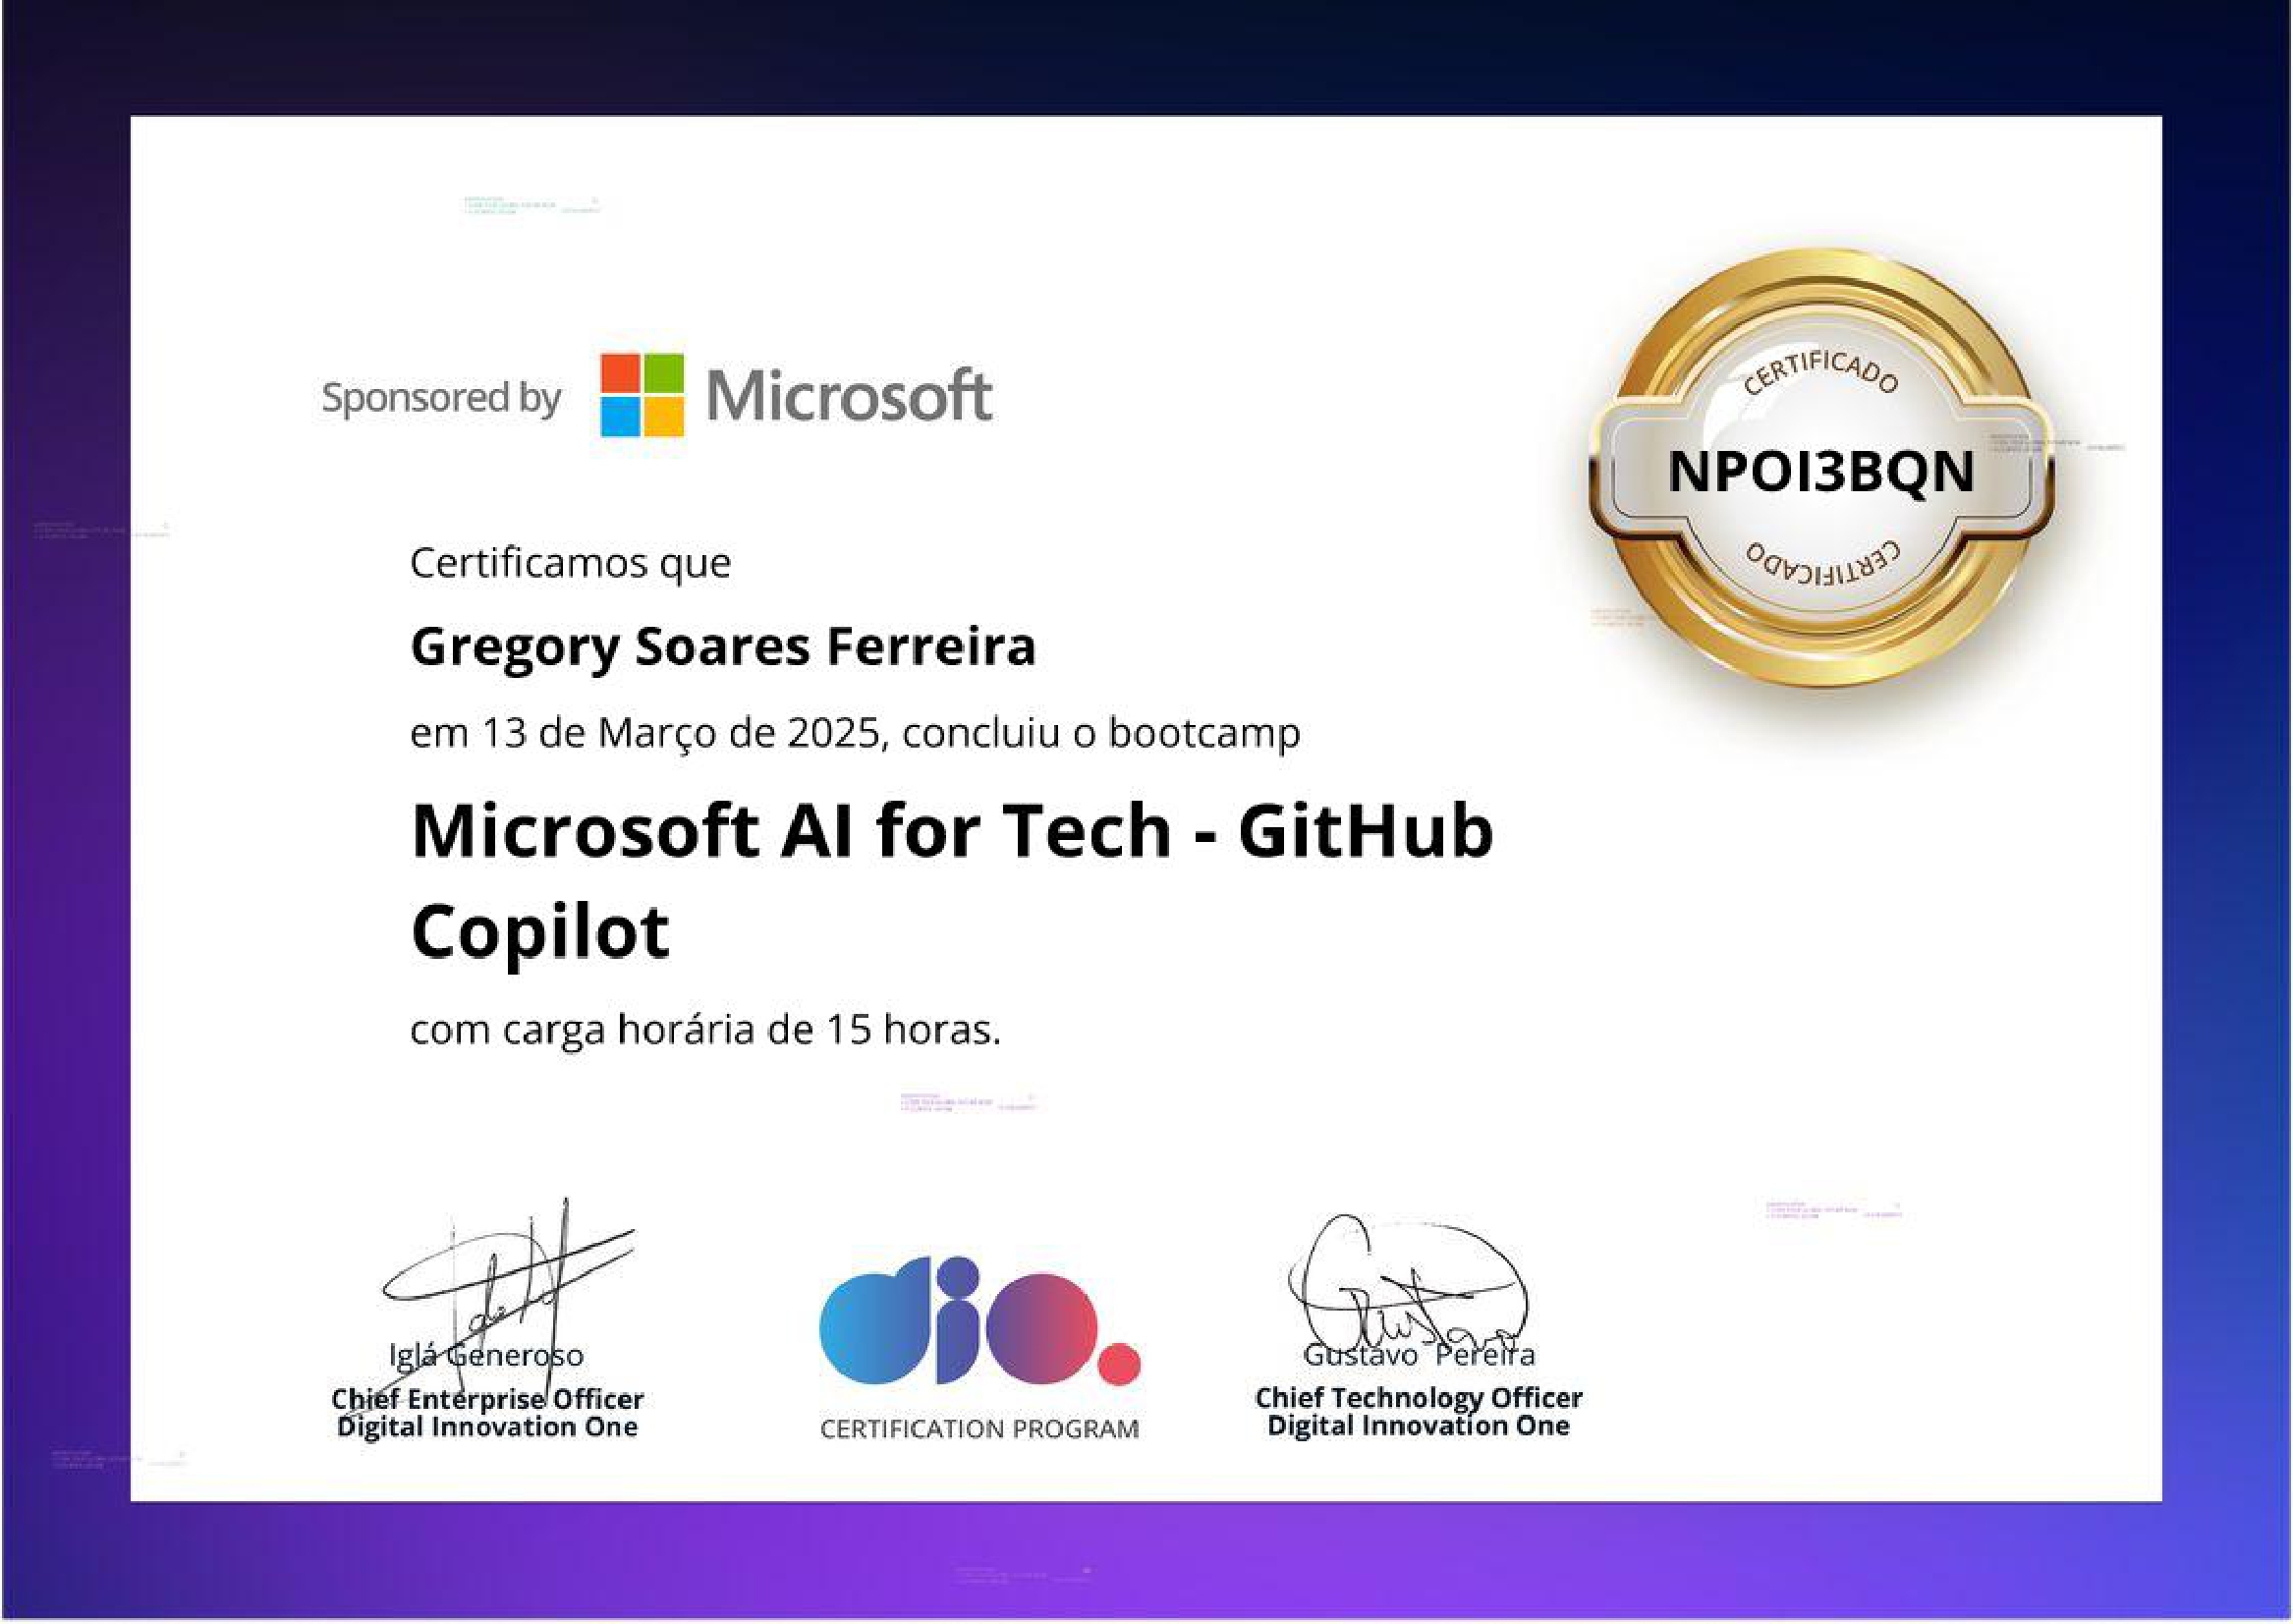 Sponsored by Microsoft
CERTIFICADO
NPOI3BQN
CERTIFICADO
Certificamos que
Gregory Soares Ferreira
em 13 de Março de 2025, concluiu o bootcamp
Microsoft AI for Tech - GitHub
Copilot
com carga horária de 15 horas.
Iglá Generoso
Chief Enterprise Officer
Digital Innovation One
dio.
CERTIFICATION PROGRAM
Gustavo
Gustavo Pereira
Chief Technology Officer
Digital Innovation One